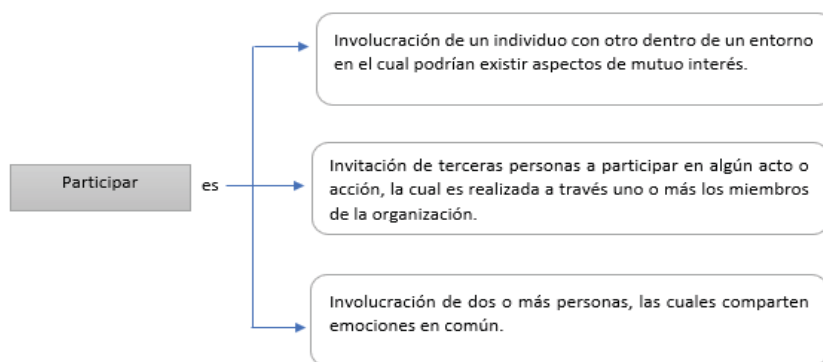 Involucración de un individuo con otro dentro de un entorno
en el cual podrían existir aspectos de mutuo interés.
Participar
es
Invitación de terceras personas a participar en algún acto o
acción, la cual es realizada a través uno o más los miembros
de la organización.
Involucración de dos o más personas, las cuales comparten
emociones en común.